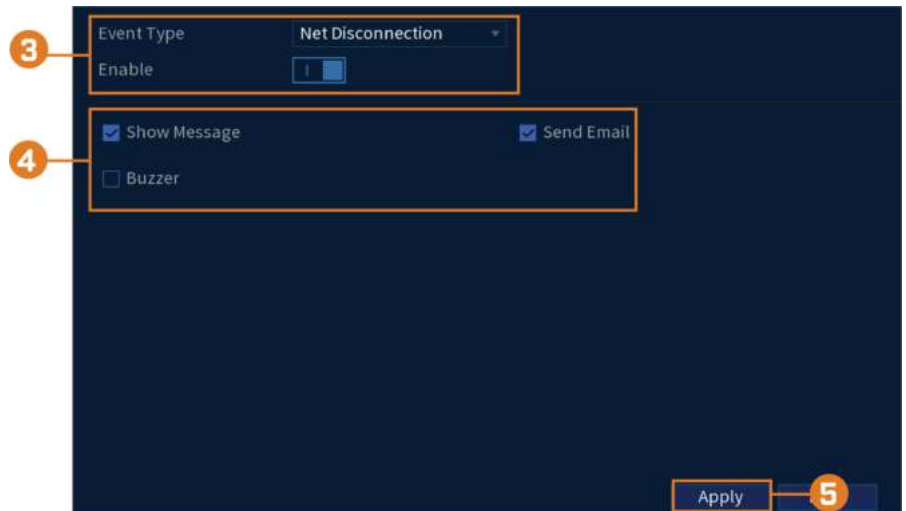 3
Event Type Net Disconnection
Enable
Show Message Send Email
4
Buzzer
Apply 5